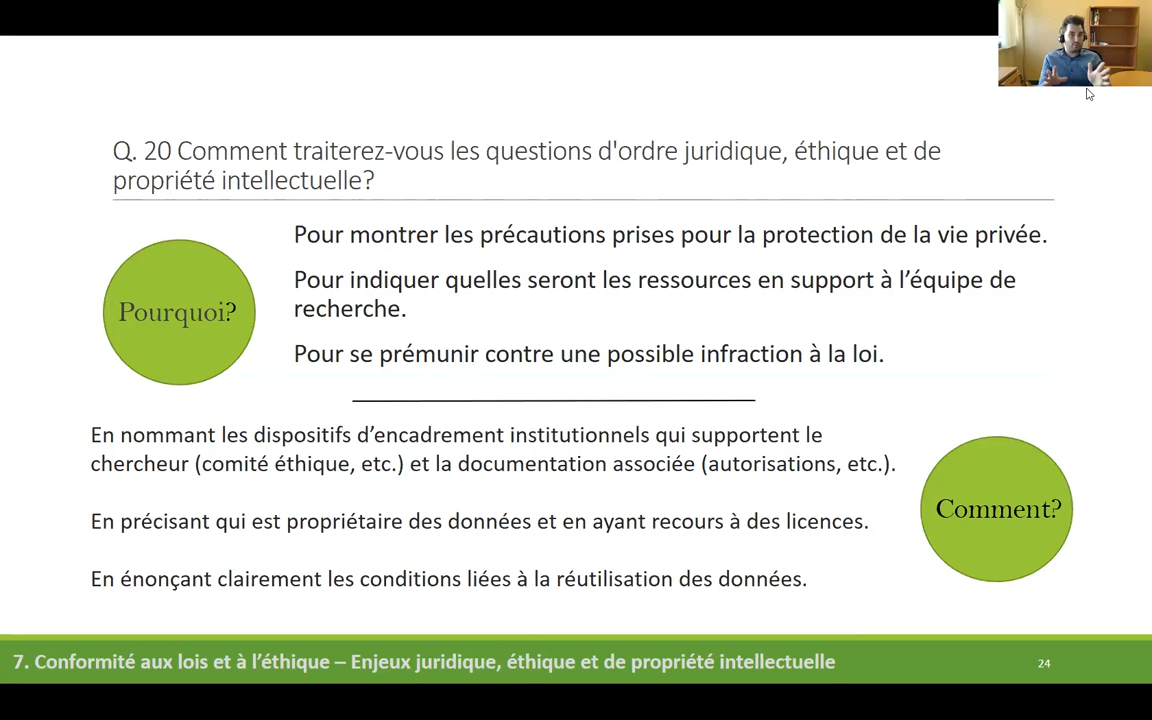 Q. 20 Comment traiterez-vous les questions d'ordre juridique, éthique et de
propriété intellectuelle?
Pourquoi?
Pour montrer les précautions prises pour la protection de la vie privée.
Pour indiquer quelles seront les ressources en support à l’équipe de
recherche.
Pour se prémunir contre une possible infraction à la loi.
En nommant les dispositifs d’encadrement institutionnels qui supportent le
chercheur (comité éthique, etc.) et la documentation associée (autorisations, etc.).
En précisant qui est propriétaire des données et en ayant recours à des licences.
En énonçant clairement les conditions liées à la réutilisation des données.
Comment?
7. Conformité aux lois et à l’éthique – Enjeux juridique, éthique et de propriété intellectuelle
24